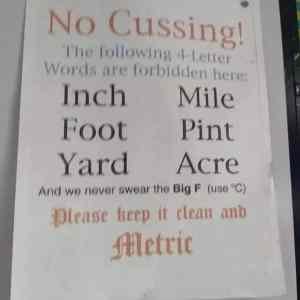 No Cussing!
The following 4-Letter
Words are forbidden here:
Inch Mile
Foot Pint
Yard Acre
And we never swear the Big F (use °C)
Please keep it clean and
Metric